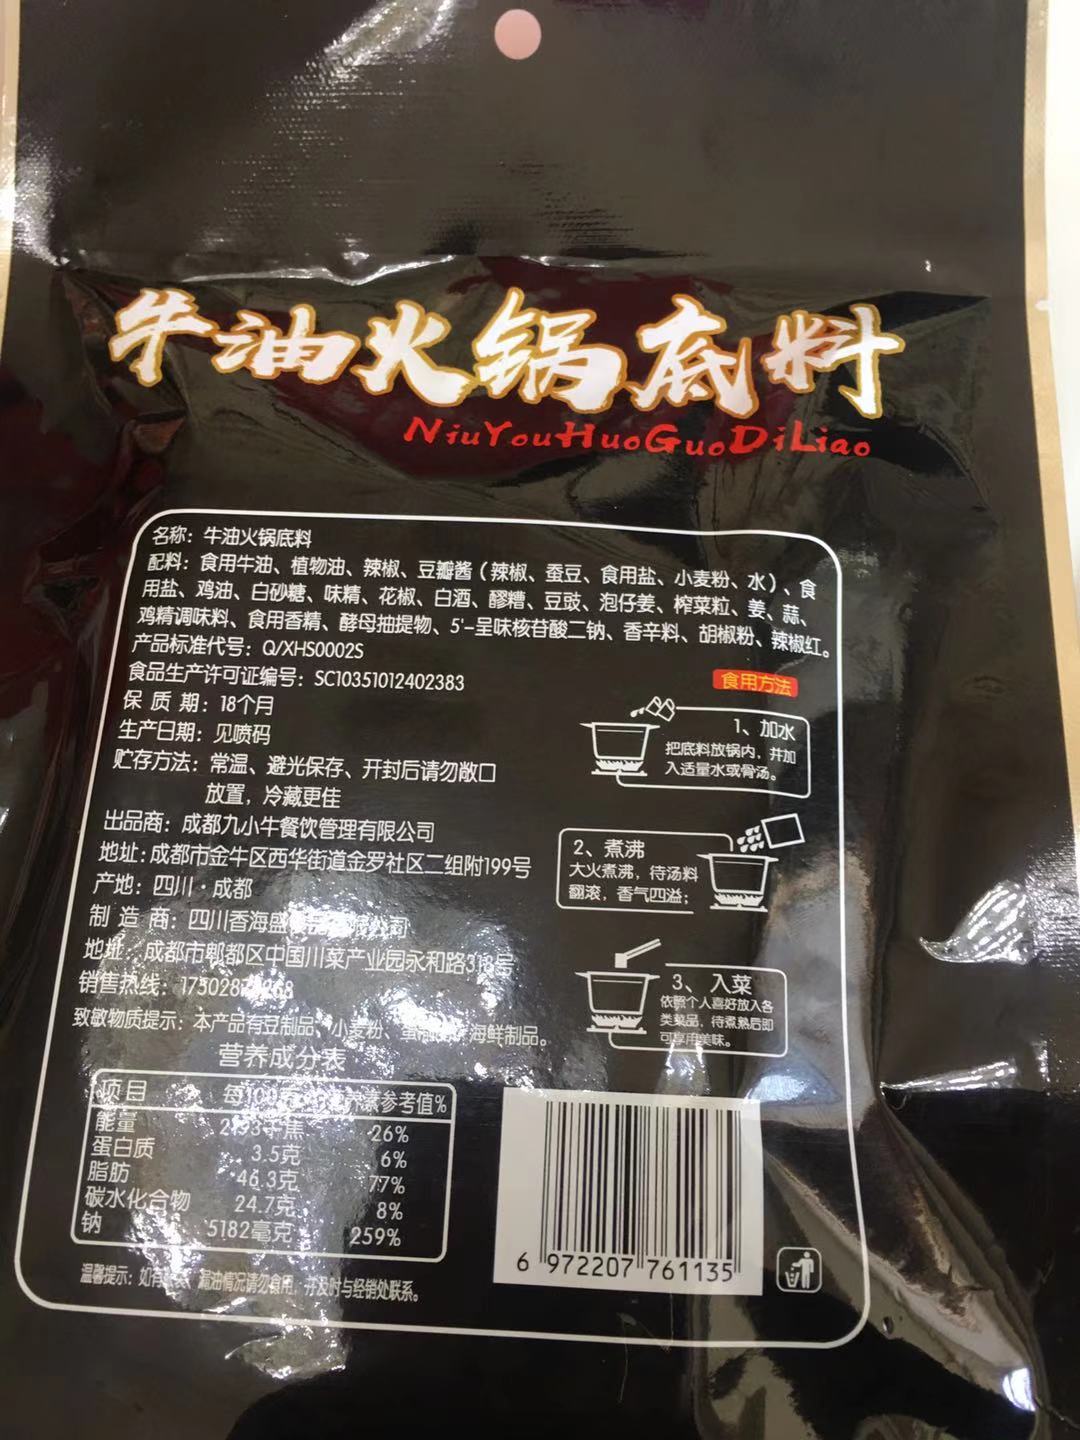 牛油火锅底料
NiuYouHuoGuoDiLiao
名称：牛油火锅底料
配料：食用牛油、植物油、辣椒、豆瓣酱（辣椒、蚕豆、食用盐、小麦粉、水）、食
用盐、鸡油、白砂糖、味精、花椒、白酒、醪糟、豆豉、泡仔姜、榨菜粒、姜、蒜、
鸡精调味料、食用香精、酵母抽提物、5'-呈味核苷酸二钠、香辛料、胡椒粉、辣椒红。
产品标准代号：Q/XHS0002S
食品生产许可证编号：SC10351012402383
保 质 期：18个月
生产日期：见喷码
贮存方法：常温、避光保存、开封后请勿敞口
放置，冷藏更佳
出品商：成都九小牛餐饮管理有限公司
地址：成都市金牛区西华街道金罗社区二组附199号
产地：四川·成都
制 造 商：四川香海盛
公司
地址：成都市郫都区中国川菜产业园永和路
号
销售热线：
致敏物质提示：本产品有豆制品、小麦粉、
海鲜制品。
食用方法
1、加水
把底料放锅内，并加
入适量水或骨汤。
2、煮沸
大火煮沸，待汤料
翻滚，香气四溢；
3、入菜
依照个人喜好放入各
类菜品，待煮熟后即
可享用美味。
营养成分表
项目 每100 素参考值%
能量 千焦 26%
蛋白质 3.5克 6%
脂肪 46.3克 77%
碳水化合物 24.7克 8%
钠 5182毫克 259%
温馨提示：如有
漏油情况请勿食用，并及时与经销处联系。
6 972207 761135